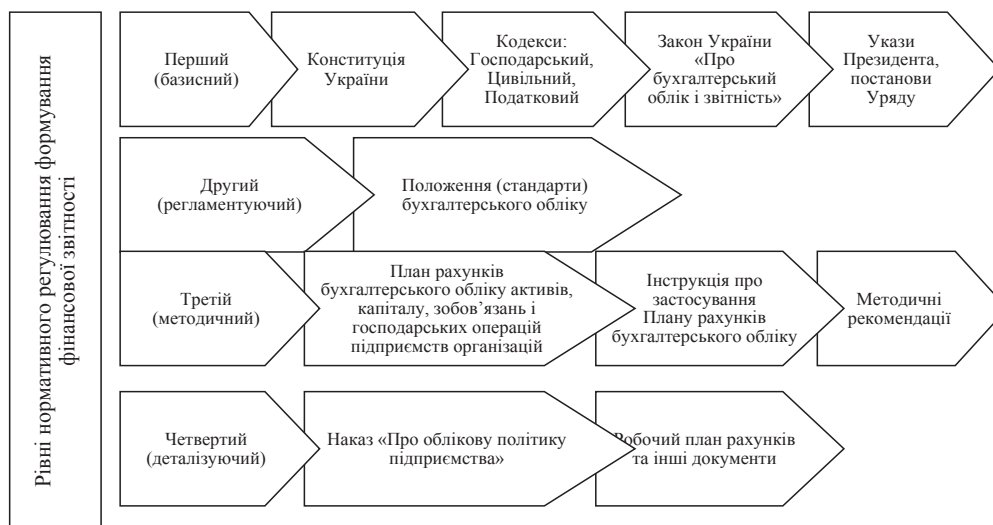 Рівні нормативного регулювання формування
фінансової звітності
Перший
(базисний)
Конституція
України
Кодекси:
Господарський,
Цивільний,
Податковий
Закон України
«Про
бухгалтерський
облік і звітність»
Укази
Президента,
постанови
Уряду
Другий
(регламентуючий)
Положення (стандарти)
бухгалтерського обліку
Третій
(методичний)
План рахунків
бухгалтерського обліку активів,
капіталу, зобов’язань і
господарських операцій
підприємств організацій
Інструкція про
застосування
Плану рахунків
бухгалтерського обліку
Методичні
рекомендації
Четвертий
(деталізуючий)
Наказ «Про облікову політику
підприємства»
Робочий план рахунків
та інші документи